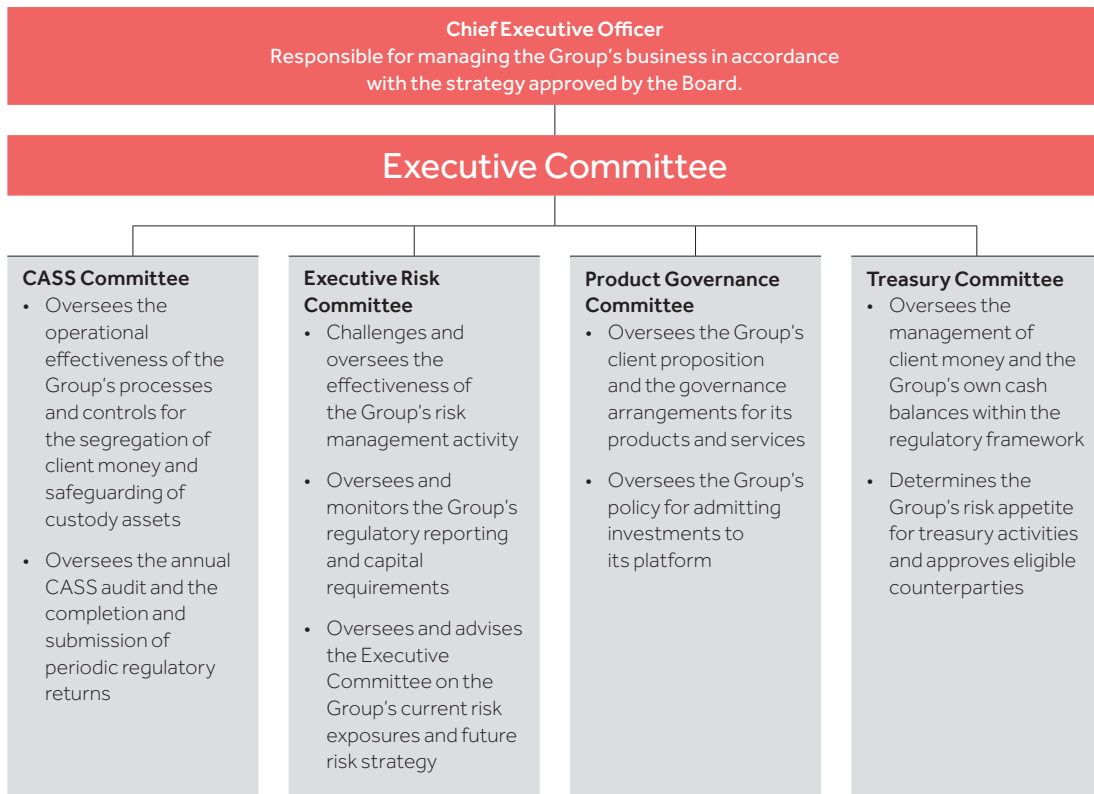 Chief Executive Officer
Responsible for managing the Group's business in accordance
with the strategy approved by the Board.
Executive Committee
CASS Committee
• Oversees the
operational
effectiveness of the
Group's processes
and controls for
the segregation of
client money and
safeguarding of
custody assets
• Oversees the annual
CASS audit and the
completion and
submission of
periodic regulatory
returns
Executive Risk
Committee
• Challenges and
oversees the
effectiveness of
the Group's risk
management activity
• Oversees and
monitors the Group's
regulatory reporting
and capital
requirements
• Oversees and advises
the Executive
Committee on the
Group's current risk
exposures and future
risk strategy
Product Governance
Committee
• Oversees the Group's
client proposition
and the governance
arrangements for its
products and services
• Oversees the Group's
policy for admitting
investments to
its platform
Treasury Committee
• Oversees the
management of
client money and the
Group's own cash
balances within the
regulatory framework
• Determines the
Group's risk appetite
for treasury activities
and approves eligible
counterparties